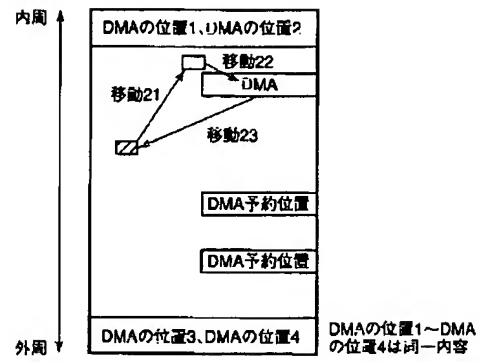 内周
DMAの位置1、DMAの位置2
移動22
DMA
移動21
移動23
DMA予約位置
DMA予約位置
DMAの位置3、DMAの位置4
外周
DMAの位置1〜DMA
の位置4は同一内容